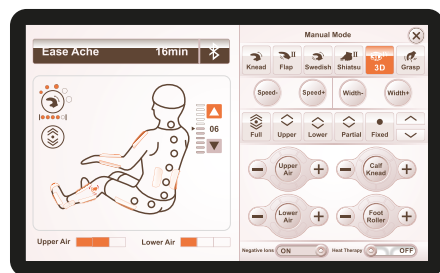 Ease Ache 16min
06
Upper Air
Lower Air
Manual Mode
Knead
Flap
Swedish
Shiatsu
3D
Grasp
Speed-
Speed+
Width-
Width+
Full
Upper
Lower
Partial
Fixed
Upper
Air
Calf
Knead
Lower
Air
Foot
Roller
Negative Ions ON
Heat Therapy OFF